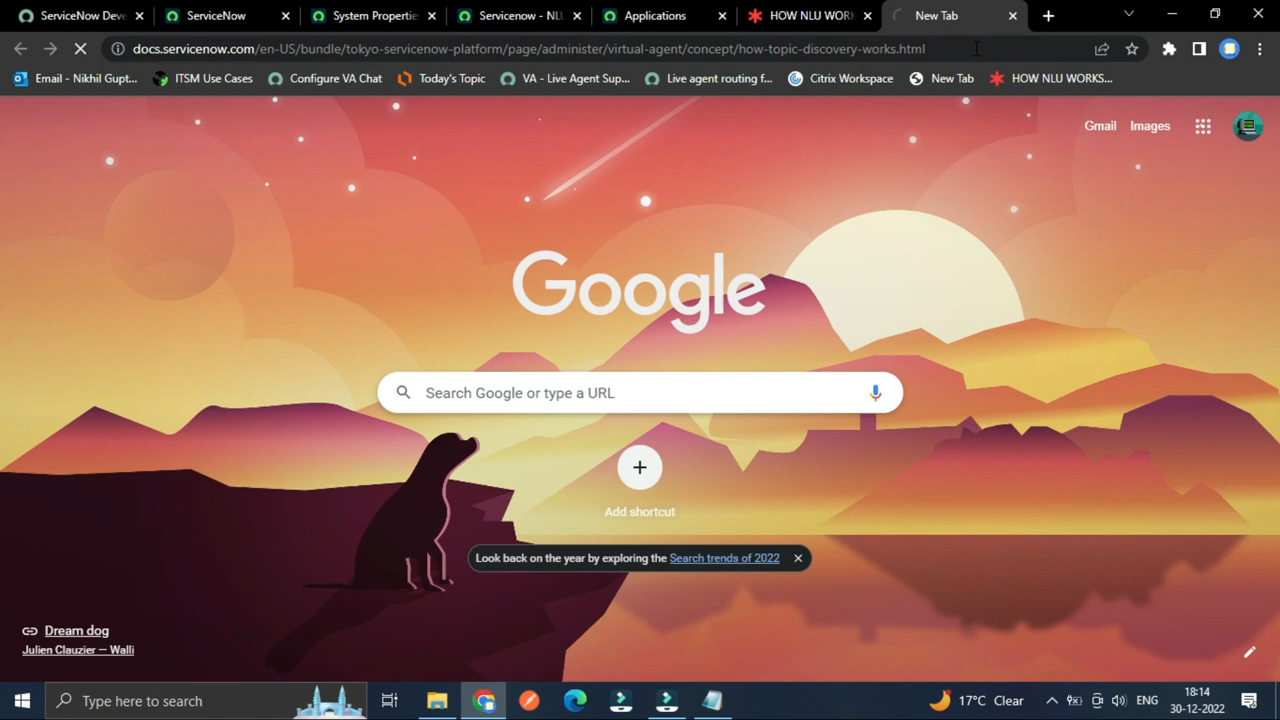 ServiceNow Deve
ServiceNow
System Propertie
Servicenow - NLU
Applications
HOW NLU WORK
New Tab
docs.servicenow.com/en-US/bundle/tokyo-servicenow-platform/page/administer/virtual-agent/concept/how-topic-discovery-works.html
Email - Nikhil Gupt...
ITSM Use Cases
Configure VA Chat
Today's Topic
VA - Live Agent Sup...
Live agent routing f...
Citrix Workspace
New Tab
HOW NLU WORKS...
Gmail
Images
Google
Search Google or type a URL
Add shortcut
Look back on the year by exploring the Search trends of 2022
Dream dog
Julien Clauzier — Walli
Type here to search
17°C Clear
ENG
18:14
30-12-2022